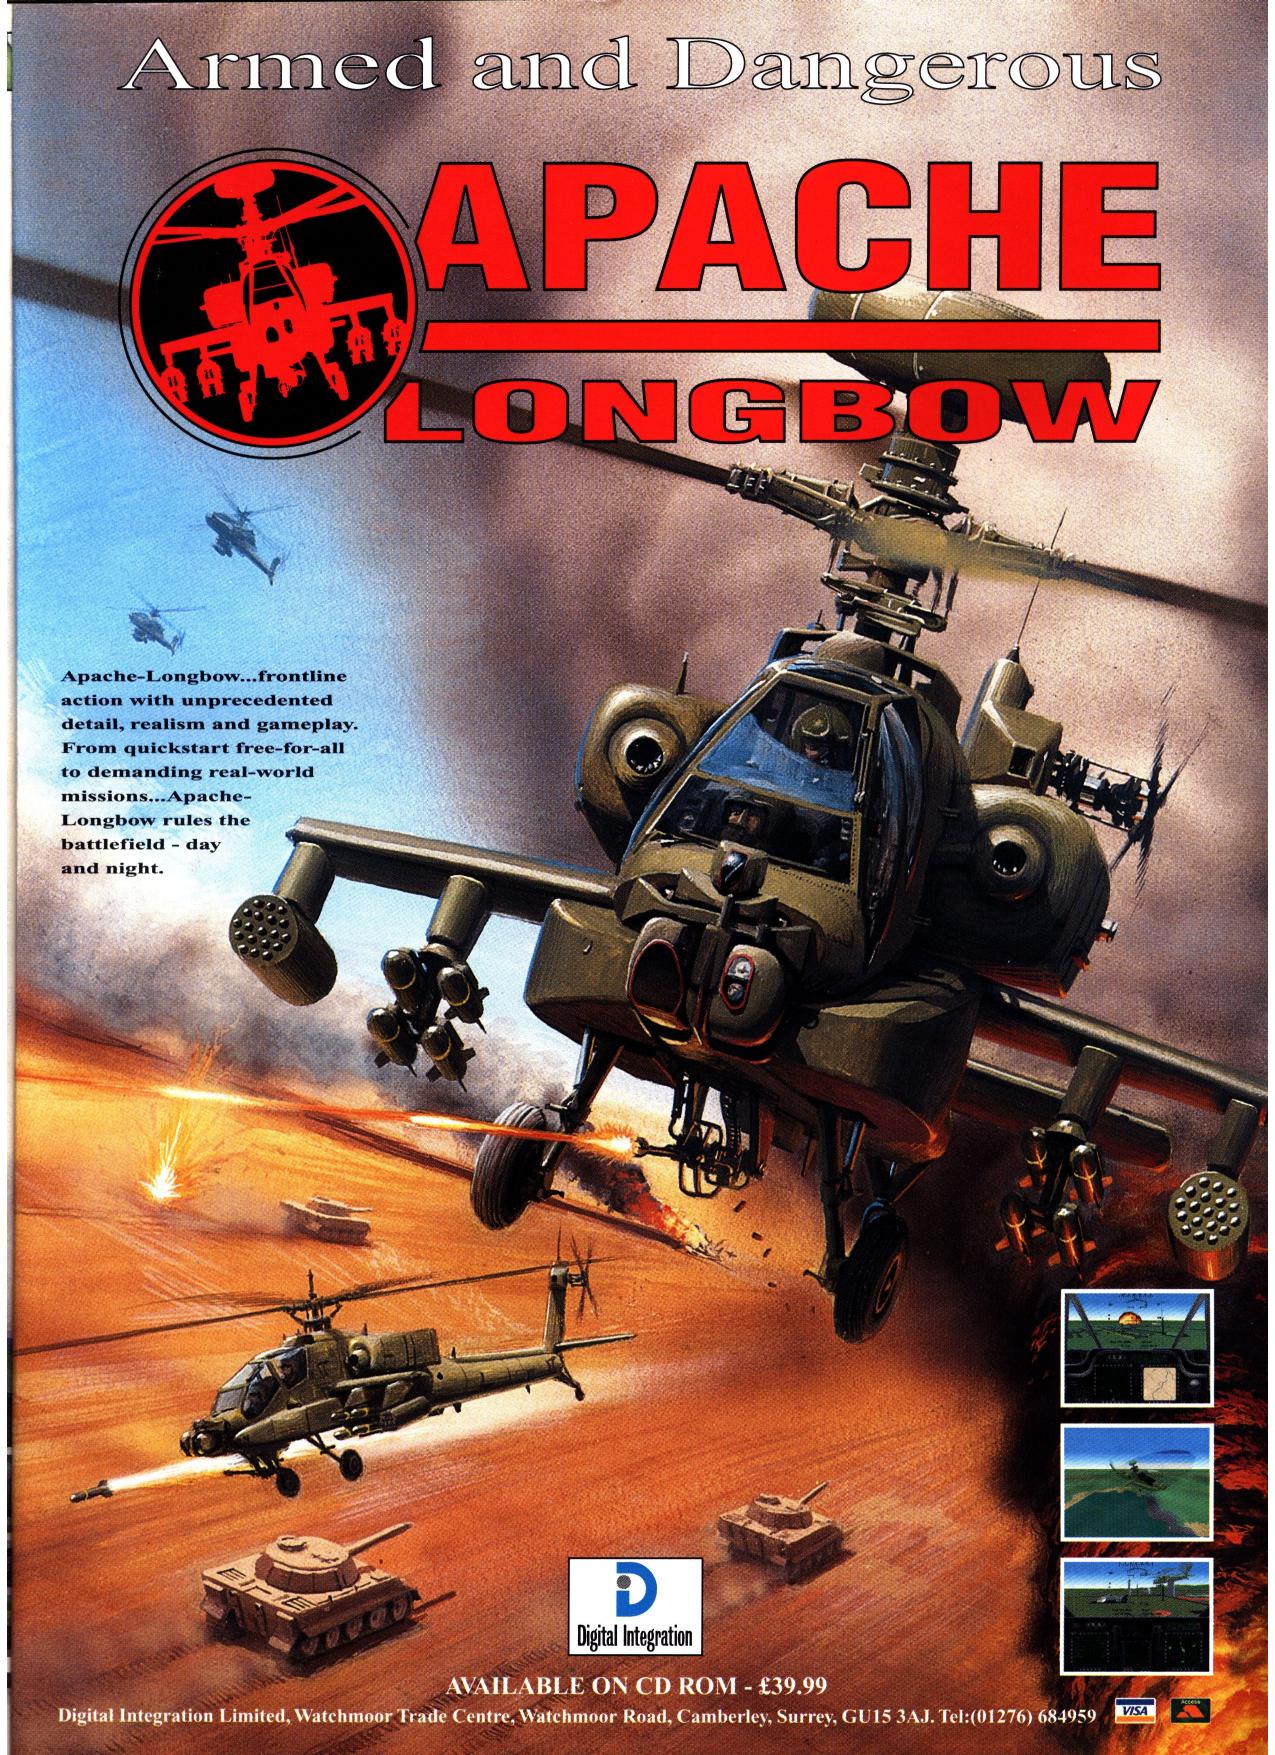 Armed and Dangerous
APACHE
LONGBOW
Apache-Longbow...frontline
action with unprecedented
detail, realism and gameplay.
From quickstart free-for-all
to demanding real-world
missions...Apache-
Longbow rules the
battlefield - day
and night.
Digital Integration
AVAILABLE ON CD ROM - £39.99
Digital Integration Limited, Watchmoor Trade Centre, Watchmoor Road, Camberley, Surrey, GU15 3AJ. Tel:(01276) 684959
VISA
Access